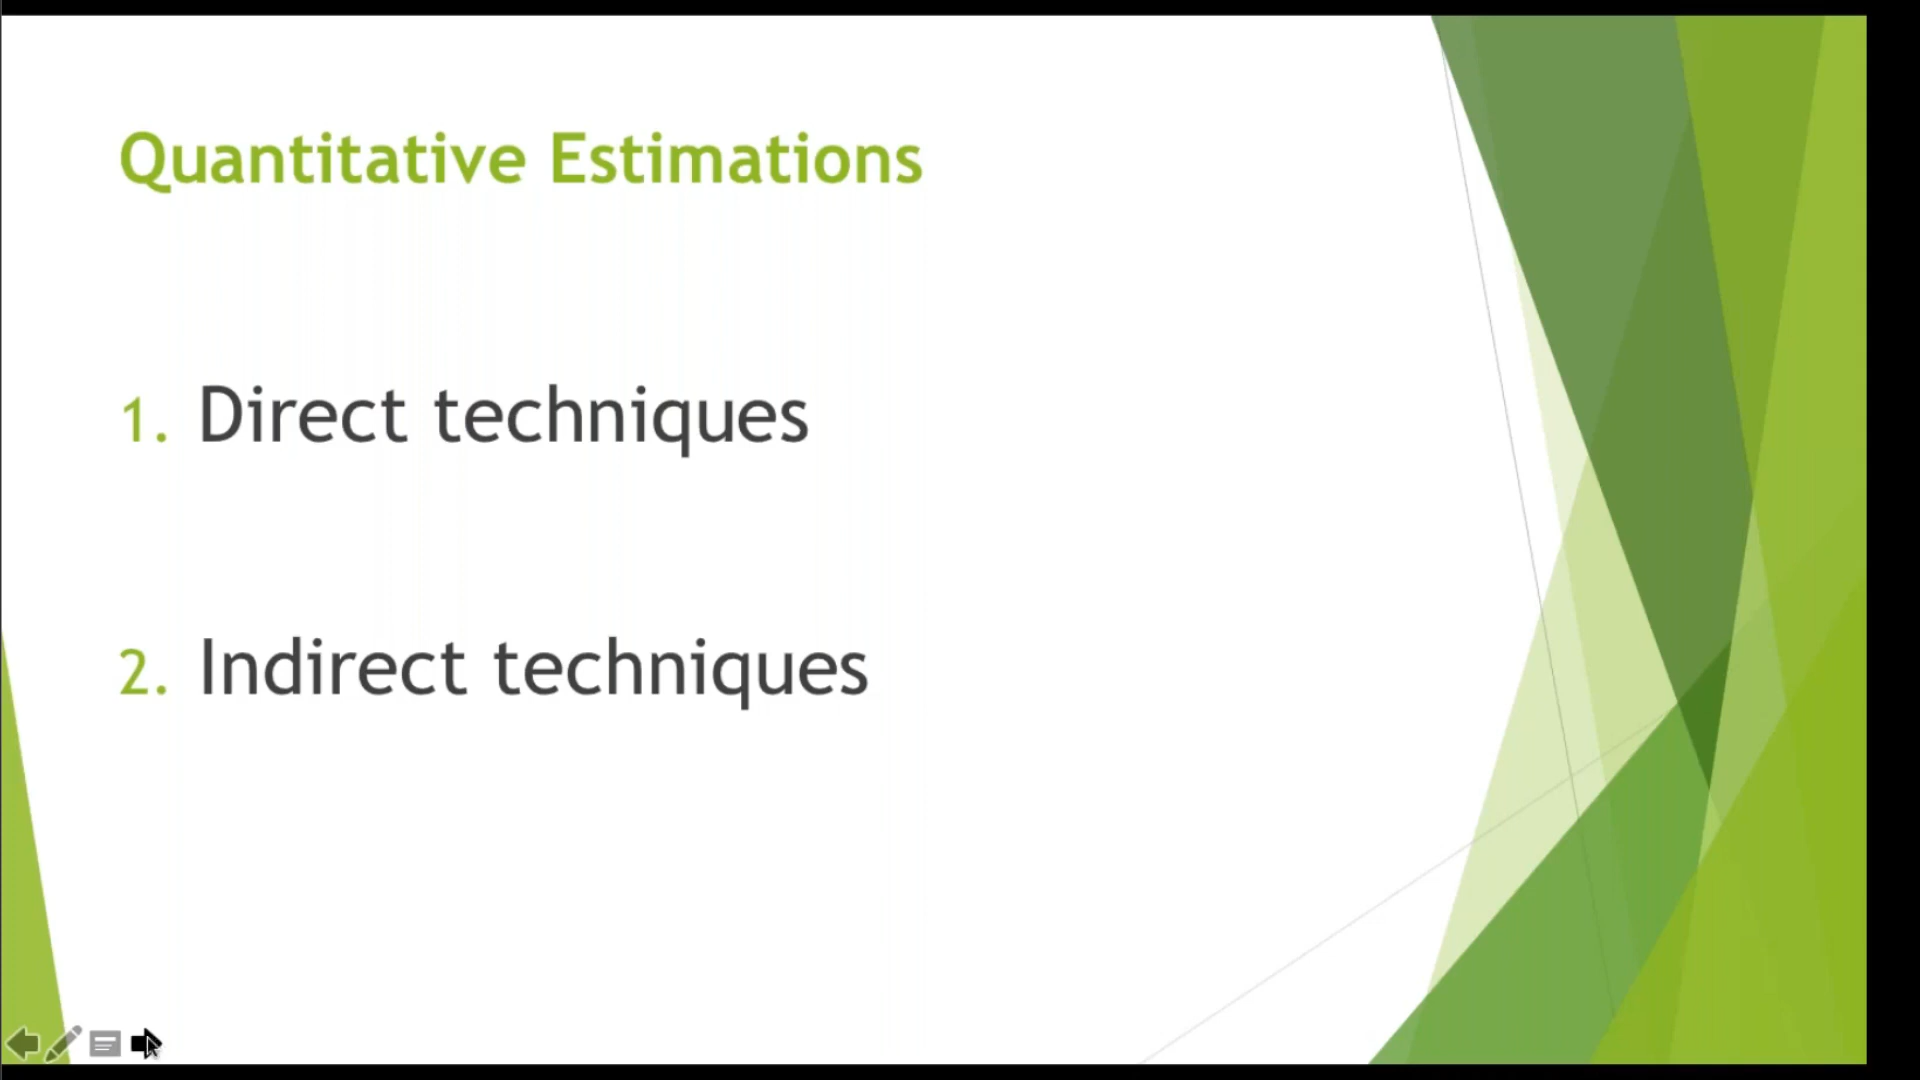 Quantitative Estimations
1. Direct techniques
2. Indirect techniques